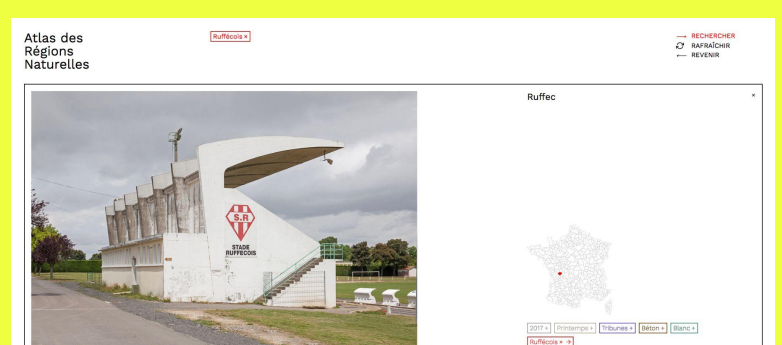 Atlas des
Régions
Naturelles
Ruffécois ×
→ RECHERCHER
RAFRAÎCHIR
← REVENIR
Ruffec ×
S.R
STADE
RUFFECOIS
2017 + Printemps + Tribunes + Béton + Blanc +
Ruffécois × →